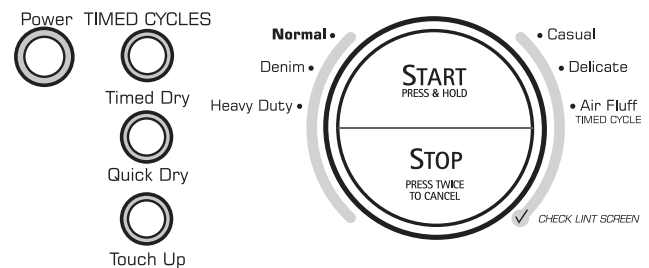 Power TIMED CYCLES
Timed Dry
Quick Dry
Touch Up
Normal
Denim
Heavy Duty
START
PRESS & HOLD
STOP
PRESS TWICE
TO CANCEL
Casual
Delicate
Air Fluff
TIMED CYCLE
CHECK LINT SCREEN